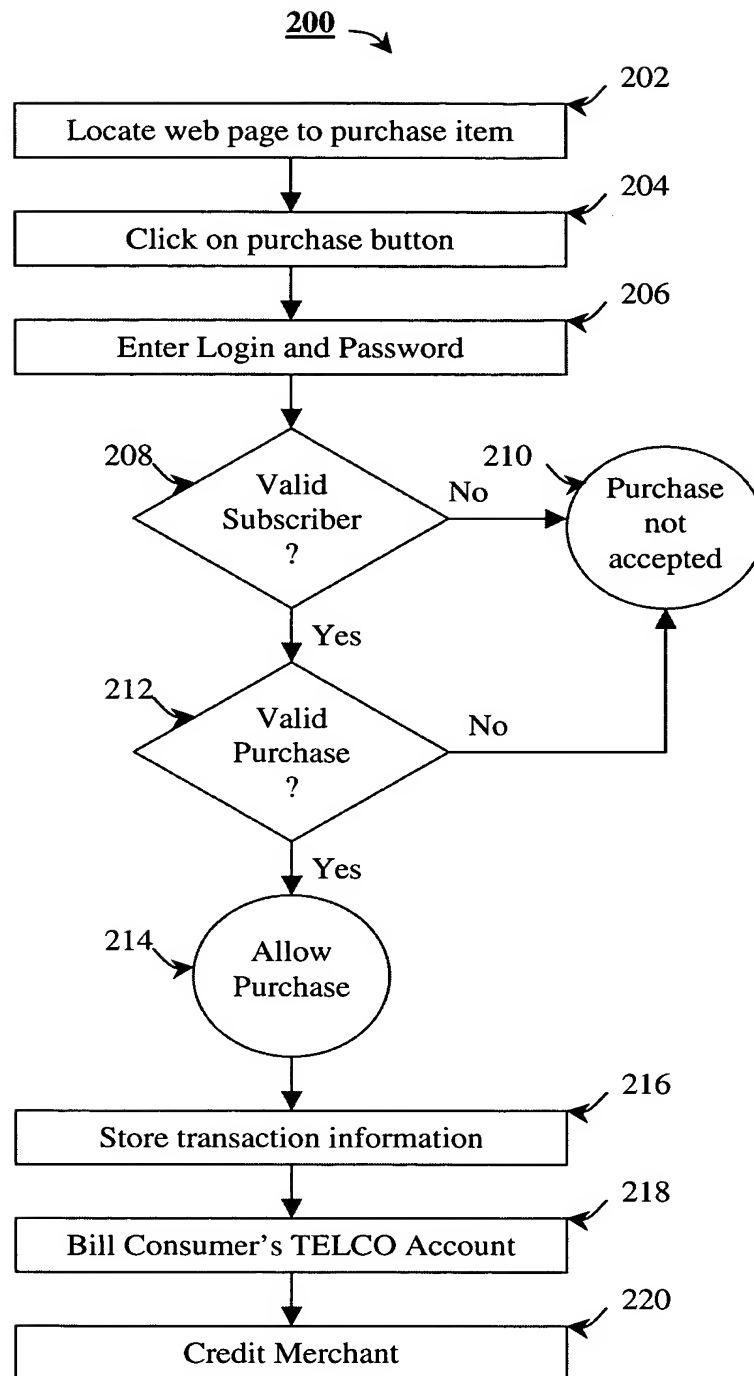 200
202
Locate web page to purchase item
204
Click on purchase button
206
Enter Login and Password
208
Valid
Subscriber
?
No
210
Purchase
not
accepted
Yes
212
Valid
Purchase
?
No
Yes
214
Allow
Purchase
216
Store transaction information
218
Bill Consumer's TELCO Account
220
Credit Merchant